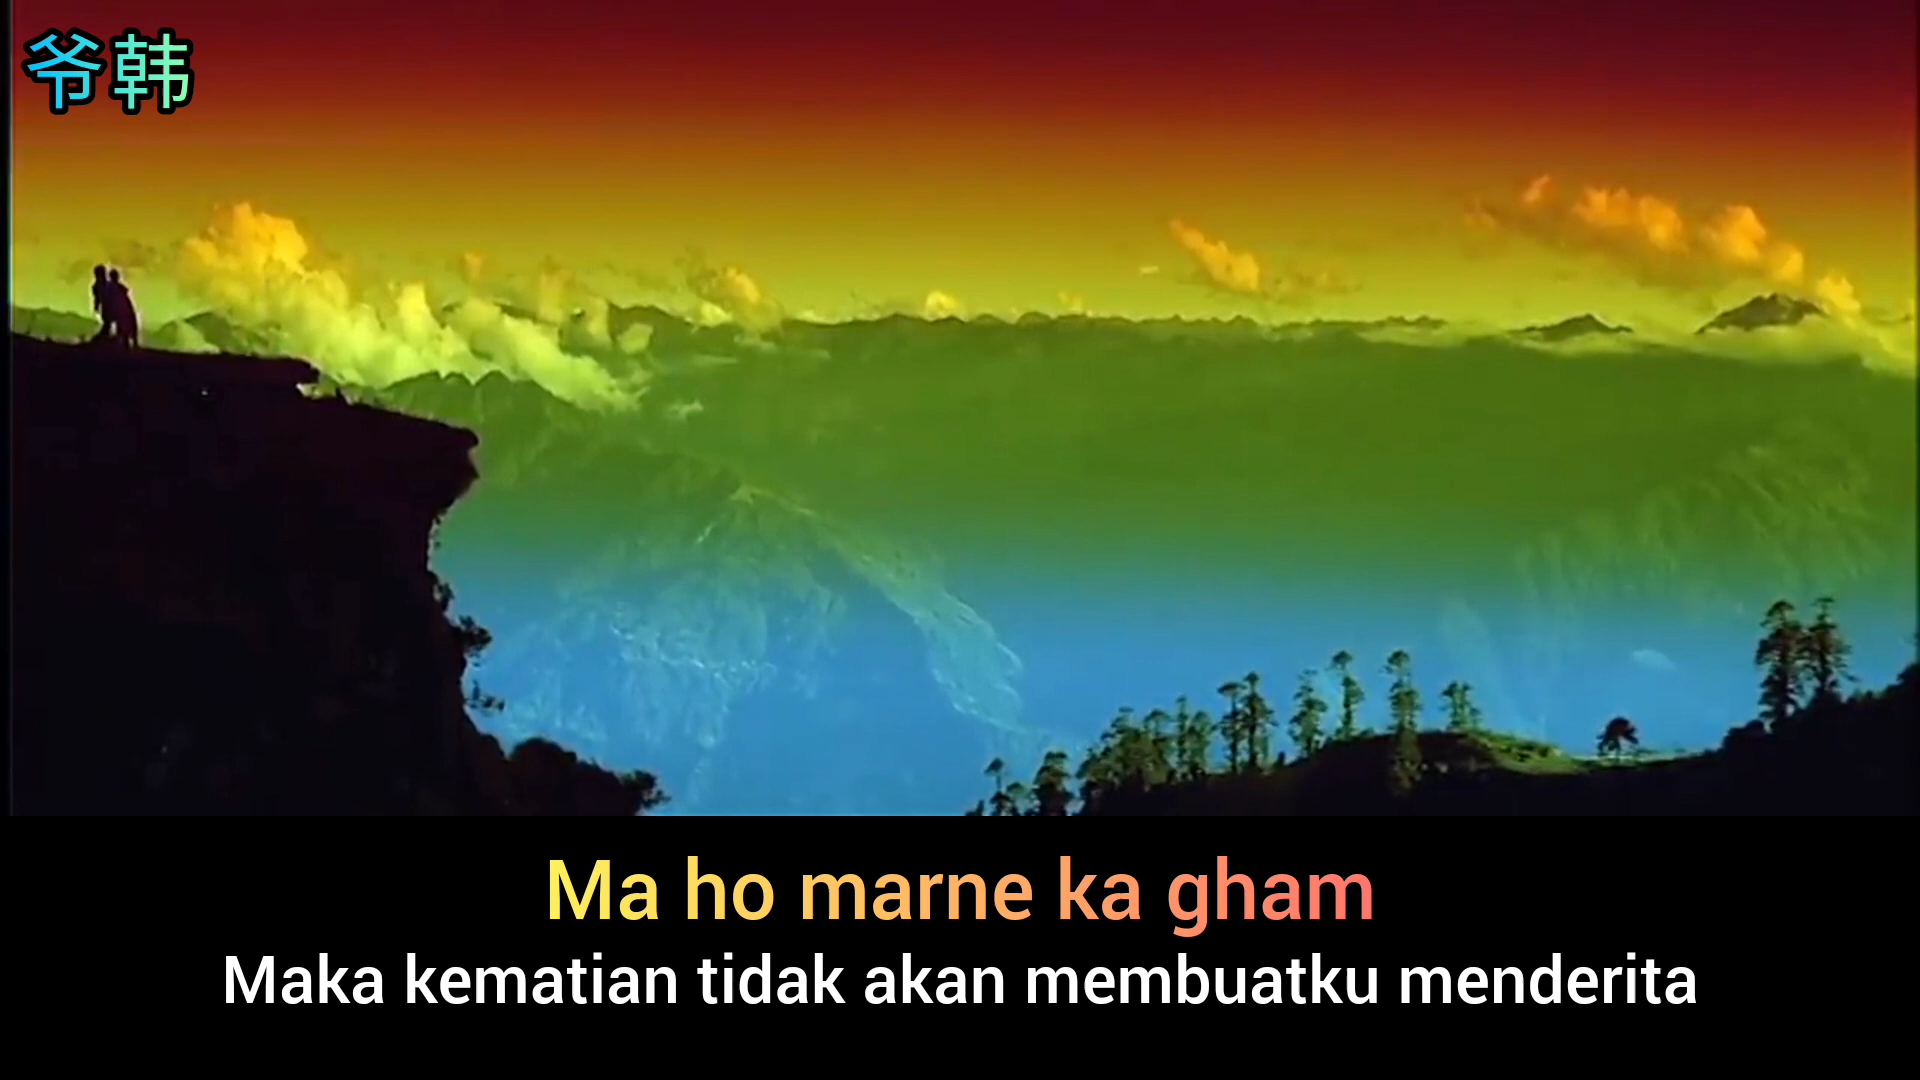 爷韩
Ma ho marne ka gham
Maka kematian tidak akan membuatku menderita